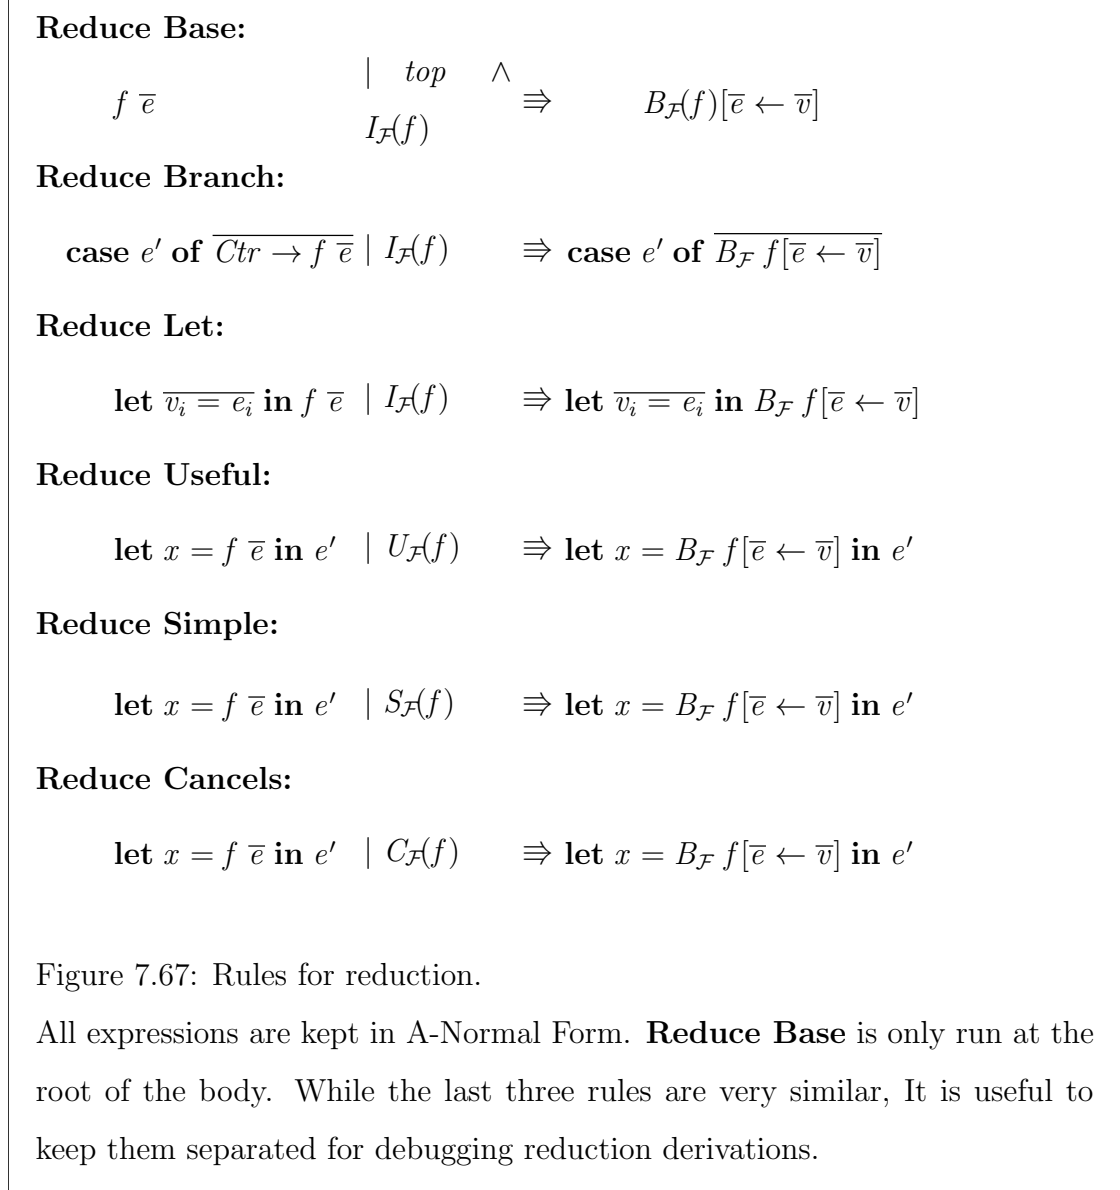 Reduce Base:
f e̅ | top ∧ I_ℱ(f) ⇛ B_ℱ(f)[e̅ ← v̅]
Reduce Branch:
case e′ of \overline{Ctr → f e̅} | I_ℱ(f) ⇛ case e′ of \overline{B_ℱ f[e̅ ← v̅]}
Reduce Let:
let \overline{v_i = e_i} in f e̅ | I_ℱ(f) ⇛ let \overline{v_i = e_i} in B_ℱ f[e̅ ← v̅]
Reduce Useful:
let x = f e̅ in e′ | U_ℱ(f) ⇛ let x = B_ℱ f[e̅ ← v̅] in e′
Reduce Simple:
let x = f e̅ in e′ | S_ℱ(f) ⇛ let x = B_ℱ f[e̅ ← v̅] in e′
Reduce Cancels:
let x = f e̅ in e′ | C_ℱ(f) ⇛ let x = B_ℱ f[e̅ ← v̅] in e′
Figure 7.67: Rules for reduction.
All expressions are kept in A-Normal Form. Reduce Base is only run at the
root of the body. While the last three rules are very similar, It is useful to
keep them separated for debugging reduction derivations.